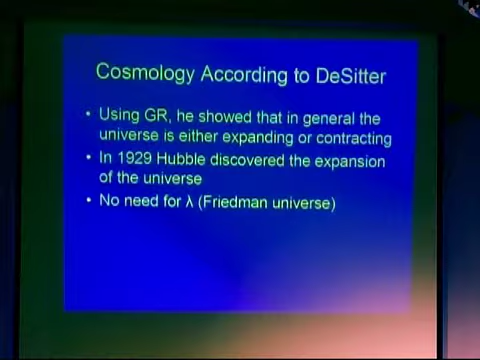 Cosmology According to DeSitter
• Using GR, he showed that in general the
universe is either expanding or contracting
• In 1929 Hubble discovered the expansion
of the universe
• No need for λ (Friedman universe)